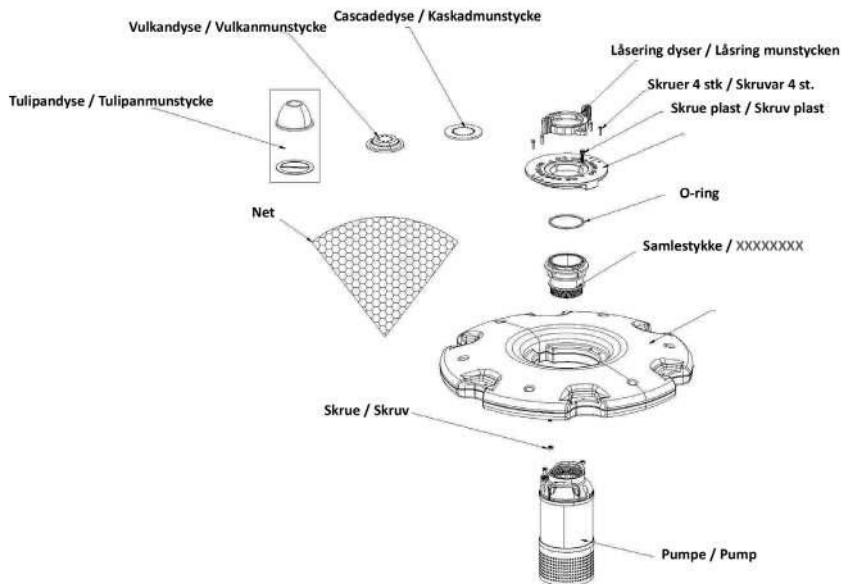 Cascadedyse / Kaskadmunstycke
Vulkandyse / Vulkanmunstycke
Låsering dyser / Låsring munstycken
Skruer 4 stk / Skruvar 4 st.
Tulipandyse / Tulipanmunstycke
Skrue plast / Skruv plast
O-ring
Net
Samlestykke / XXXXXXXX
Skrue / Skruv
Pumpe / Pump